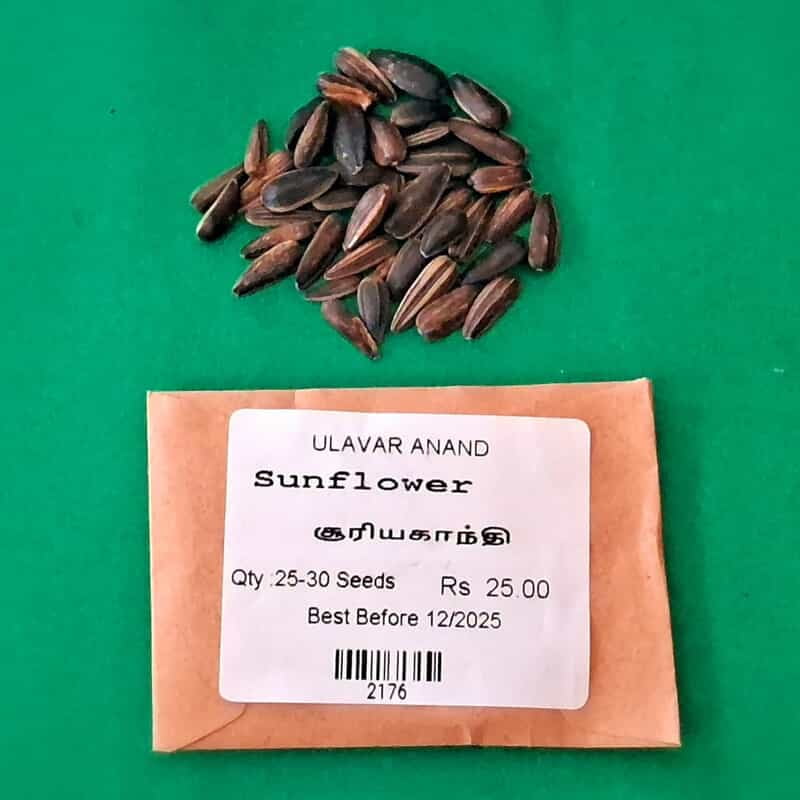 ULAVAR ANAND
Sunflower
சூரியகாந்தி
Qty :25-30 Seeds Rs 25.00
Best Before 12/2025
2176